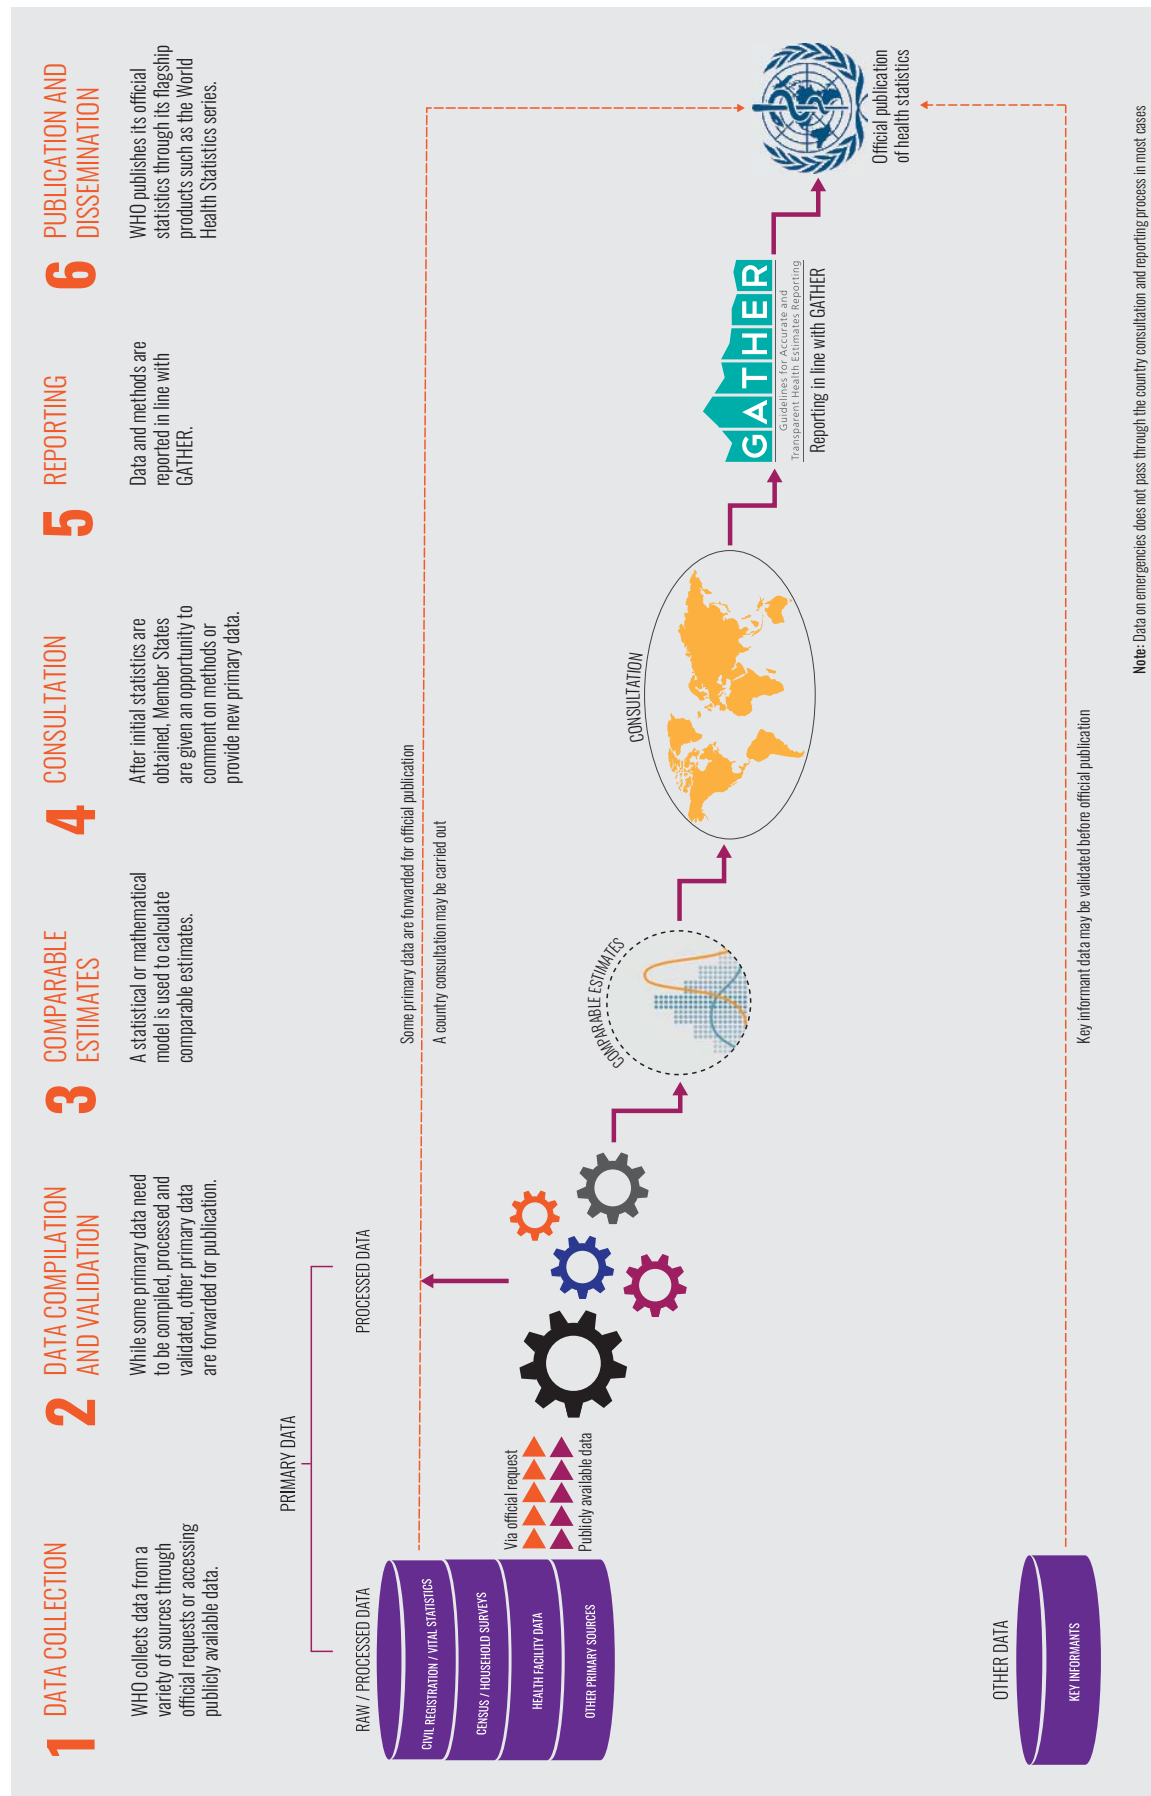 1 DATA COLLECTION
WHO collects data from a
variety of sources through
official requests or accessing
publicly available data.
2 DATA COMPILATION
AND VALIDATION
While some primary data need
to be compiled, processed and
validated, other primary data
are forwarded for publication.
3 COMPARABLE
ESTIMATES
A statistical or mathematical
model is used to calculate
comparable estimates.
4 CONSULTATION
After initial statistics are
obtained, Member States
are given an opportunity to
comment on methods or
provide new primary data.
5 REPORTING
Data and methods are
reported in line with
GATHER.
6 PUBLICATION AND
DISSEMINATION
WHO publishes its official
statistics through its flagship
products such as the World
Health Statistics series.
PRIMARY DATA
RAW / PROCESSED DATA
PROCESSED DATA
CIVIL REGISTRATION / VITAL STATISTICS
CENSUS / HOUSEHOLD SURVEYS
HEALTH FACILITY DATA
OTHER PRIMARY SOURCES
Via official request
Publicly available data
Some primary data are forwarded for official publication
A country consultation may be carried out
COMPARABLE ESTIMATES
CONSULTATION
GATHER
Guidelines for Accurate and
Transparent Health Estimates Reporting
Reporting in line with GATHER
Official publication
of health statistics
OTHER DATA
KEY INFORMANTS
Key informant data may be validated before official publication
Note: Data on emergencies does not pass through the country consultation and reporting process in most cases